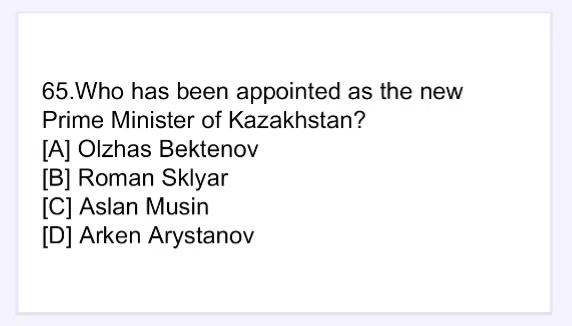 65.Who has been appointed as the new
Prime Minister of Kazakhstan?
[A] Olzhas Bektenov
[B] Roman Sklyar
[C] Aslan Musin
[D] Arken Arystanov